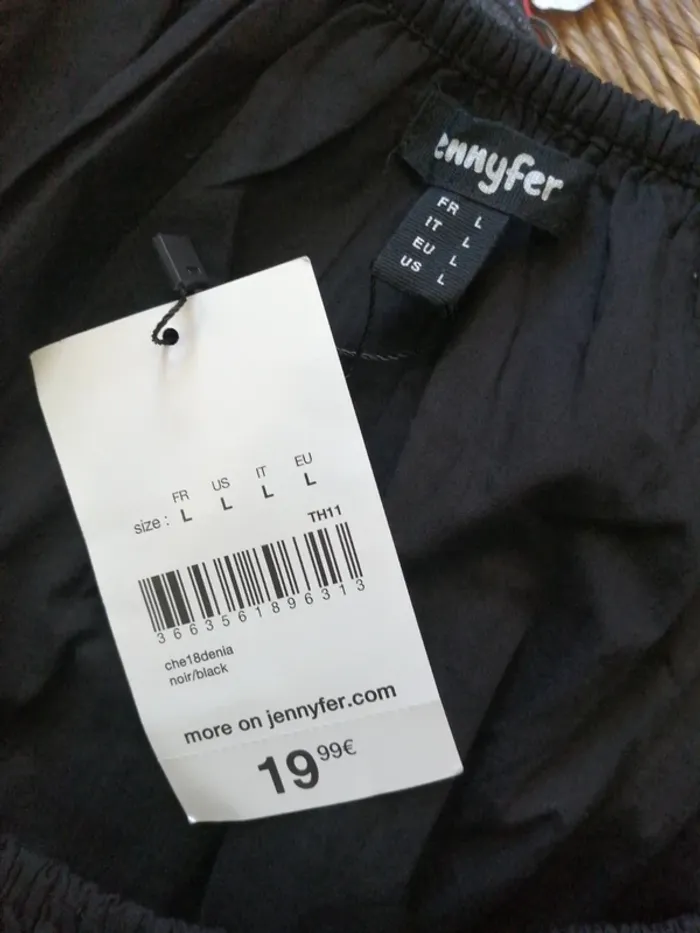 ennyfer
FR L
IT L
EU L
US L
FR US IT EU
size : L L L L
TH11
3663561896313
che18denia
noir/black
more on jennyfer.com
19 99€